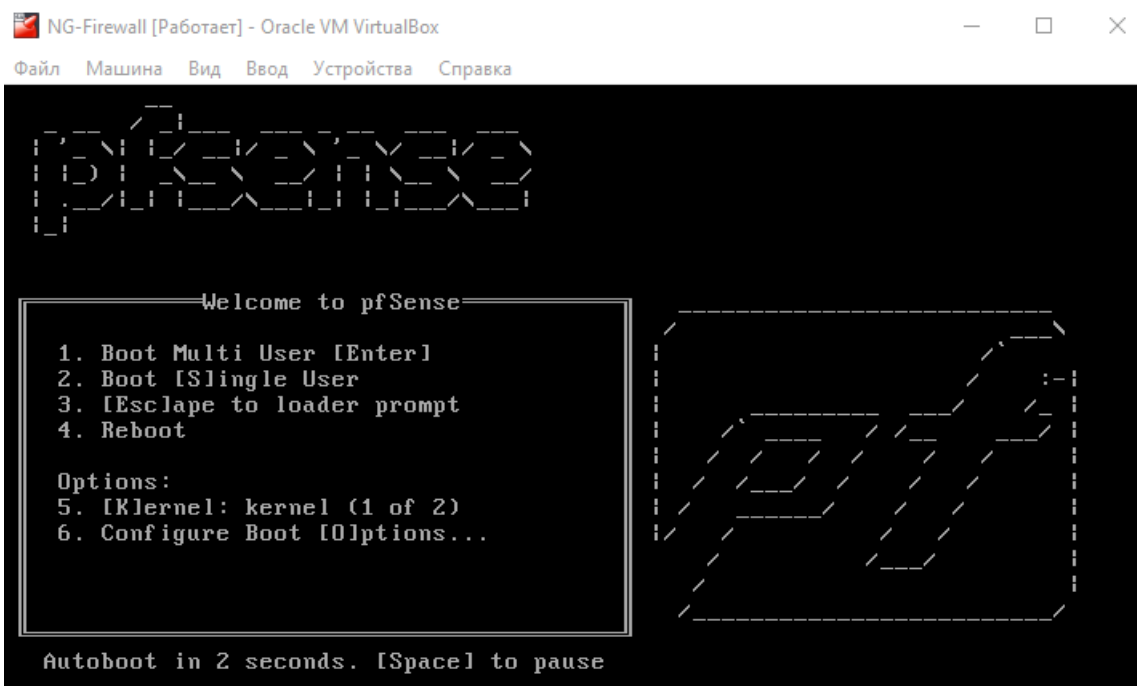 NG-Firewall [Работает] - Oracle VM VirtualBox
Файл Машина Вид Ввод Устройства Справка
pfsense
Welcome to pfSense
1. Boot Multi User [Enter]
2. Boot [S]ingle User
3. [Esc]ape to loader prompt
4. Reboot
Options:
5. [K]ernel: kernel (1 of 2)
6. Configure Boot [O]ptions...
pf
Autoboot in 2 seconds. [Space] to pause